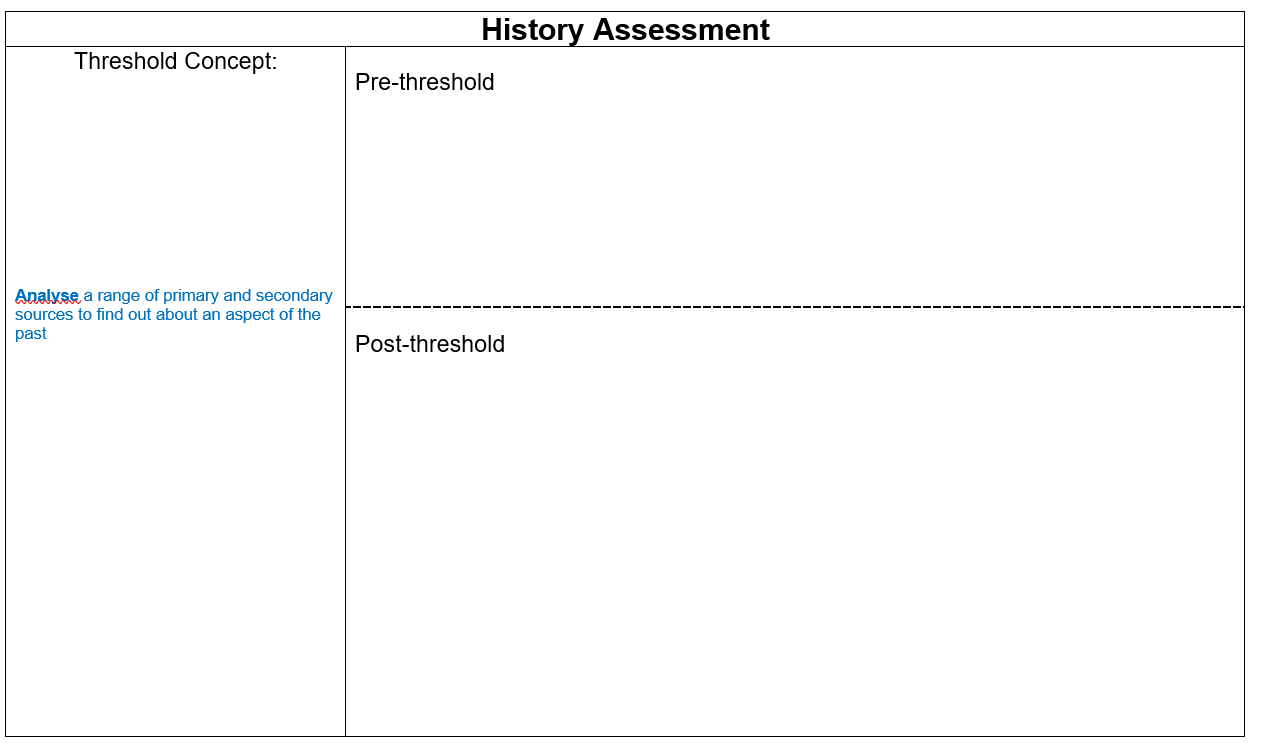 History Assessment
Threshold Concept:
Analyse a range of primary and secondary
sources to find out about an aspect of the
past
Pre-threshold
Post-threshold